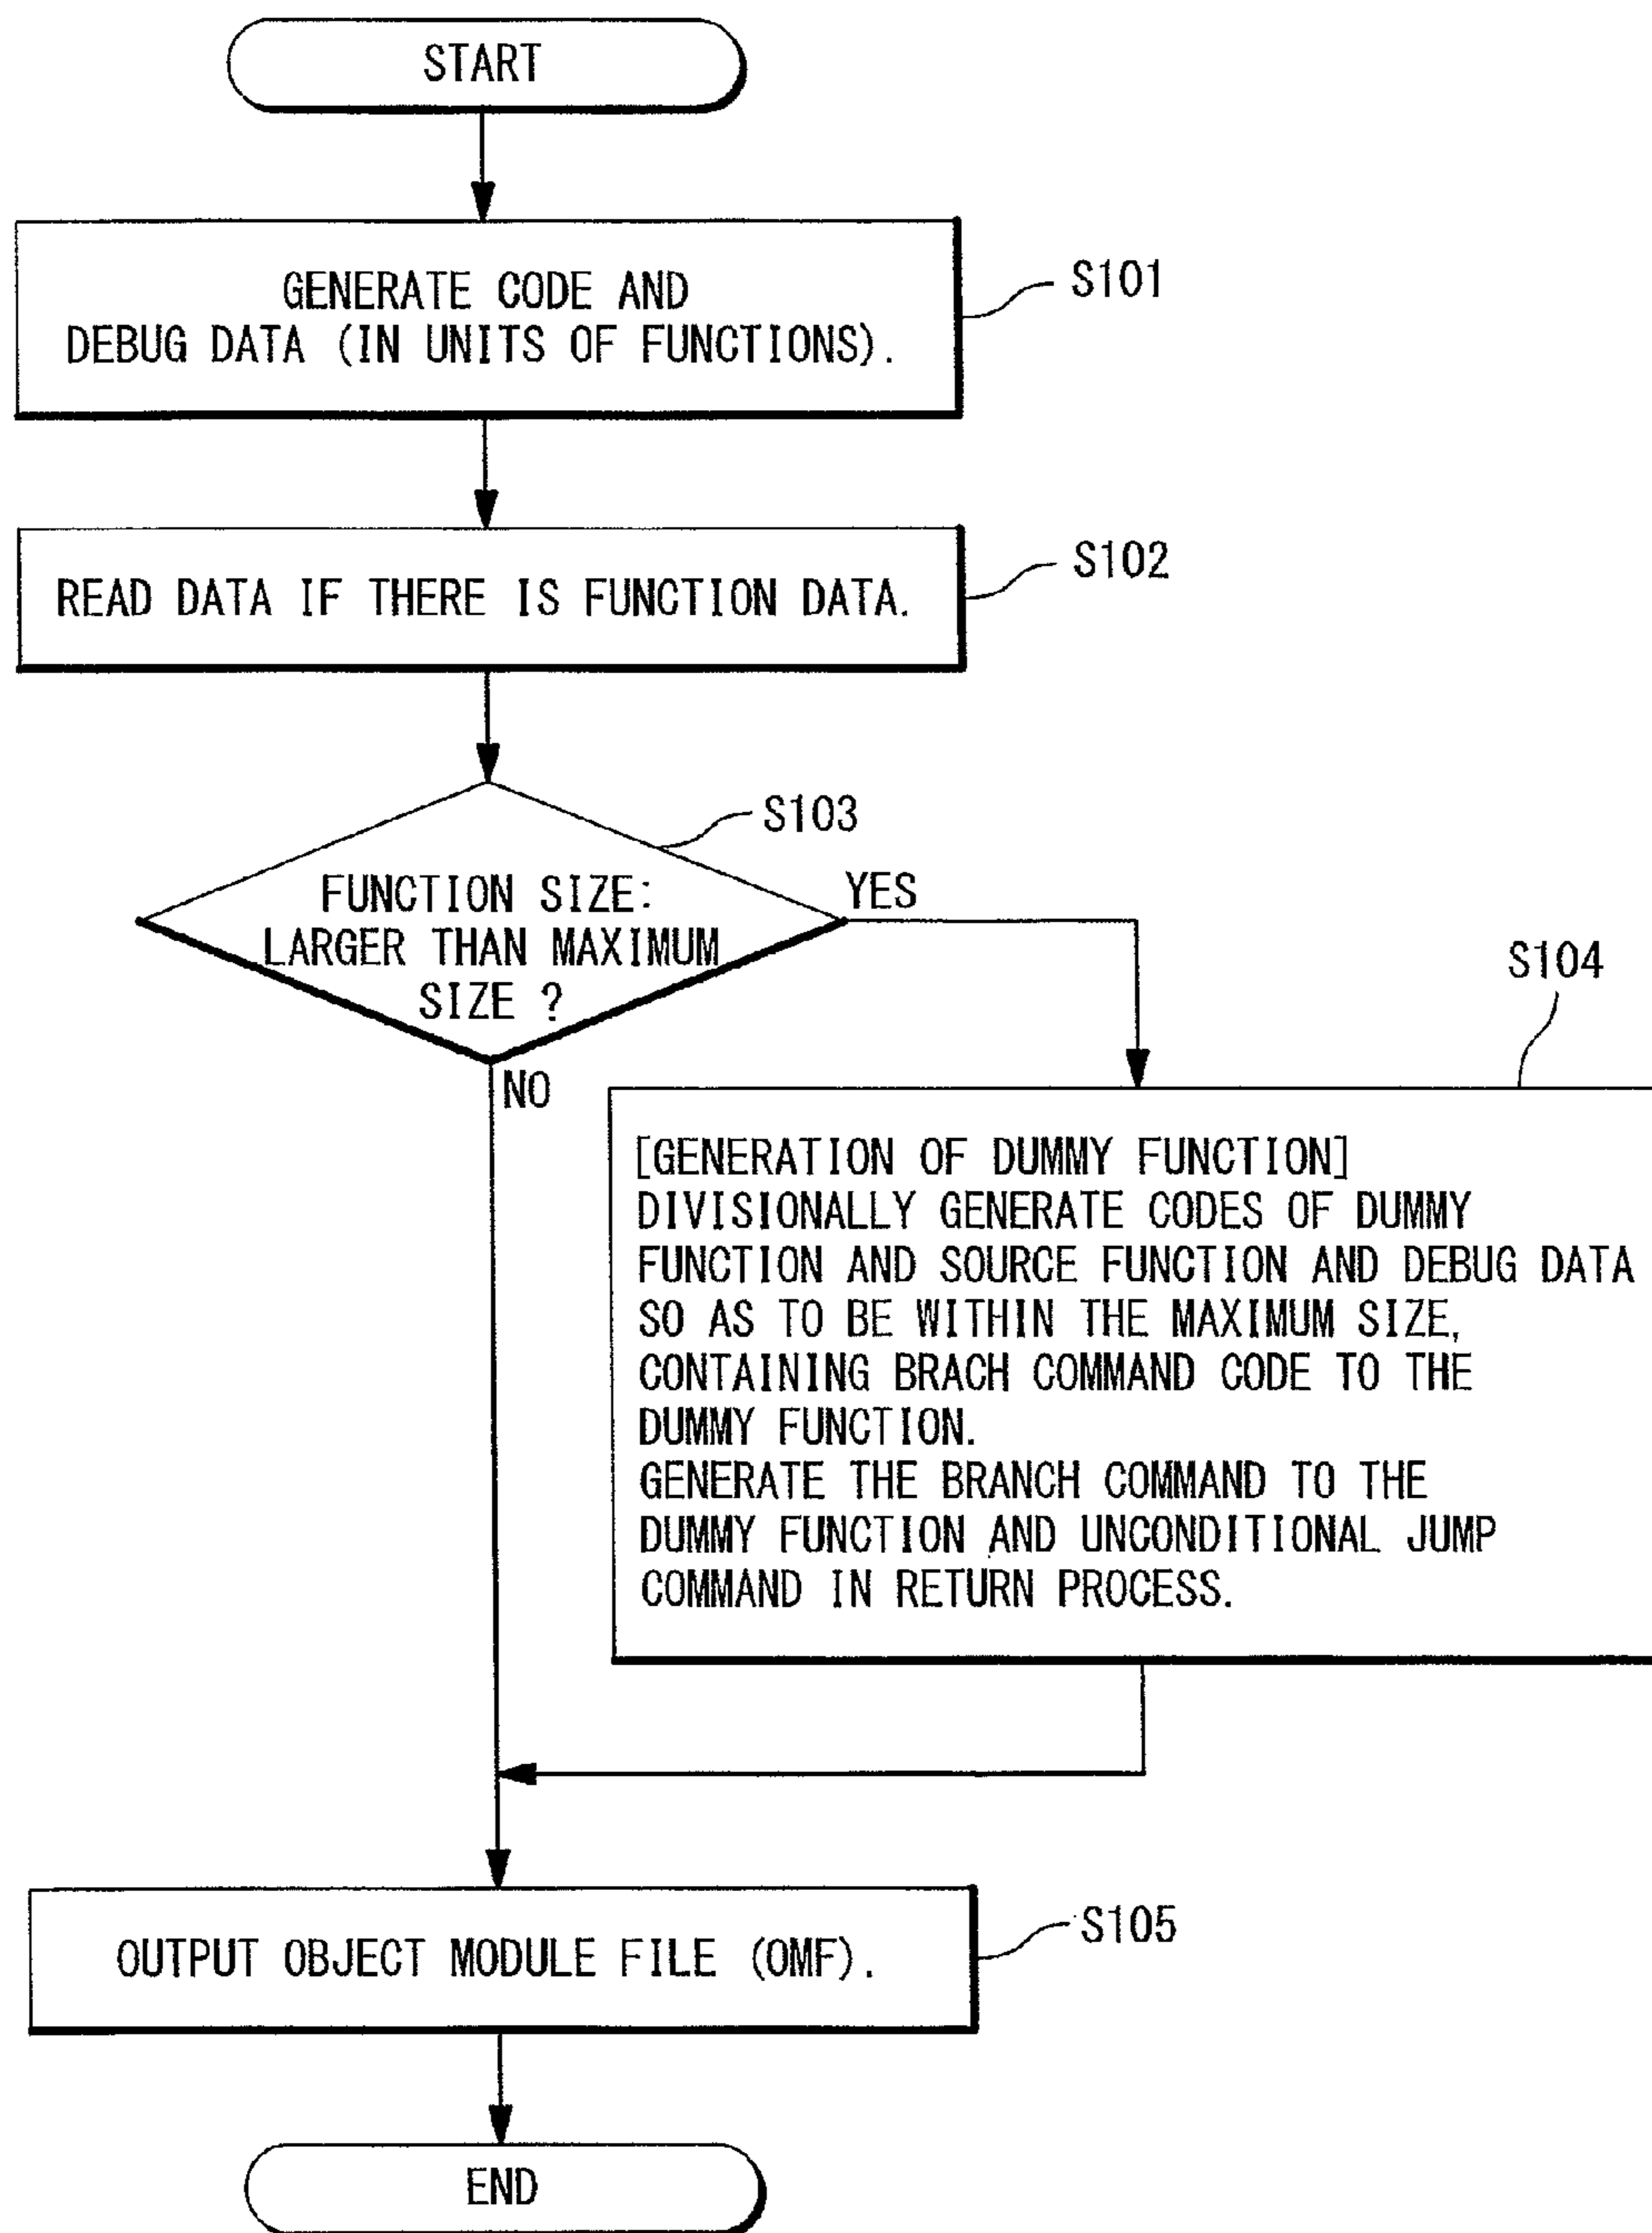 START
GENERATE CODE AND
DEBUG DATA (IN UNITS OF FUNCTIONS).
S101
READ DATA IF THERE IS FUNCTION DATA.
S102
S103
FUNCTION SIZE:
LARGER THAN MAXIMUM
SIZE ?
YES
NO
S104
[GENERATION OF DUMMY FUNCTION]
DIVISIONALLY GENERATE CODES OF DUMMY
FUNCTION AND SOURCE FUNCTION AND DEBUG DATA
SO AS TO BE WITHIN THE MAXIMUM SIZE,
CONTAINING BRACH COMMAND CODE TO THE
DUMMY FUNCTION.
GENERATE THE BRANCH COMMAND TO THE
DUMMY FUNCTION AND UNCONDITIONAL JUMP
COMMAND IN RETURN PROCESS.
OUTPUT OBJECT MODULE FILE (OMF).
S105
END